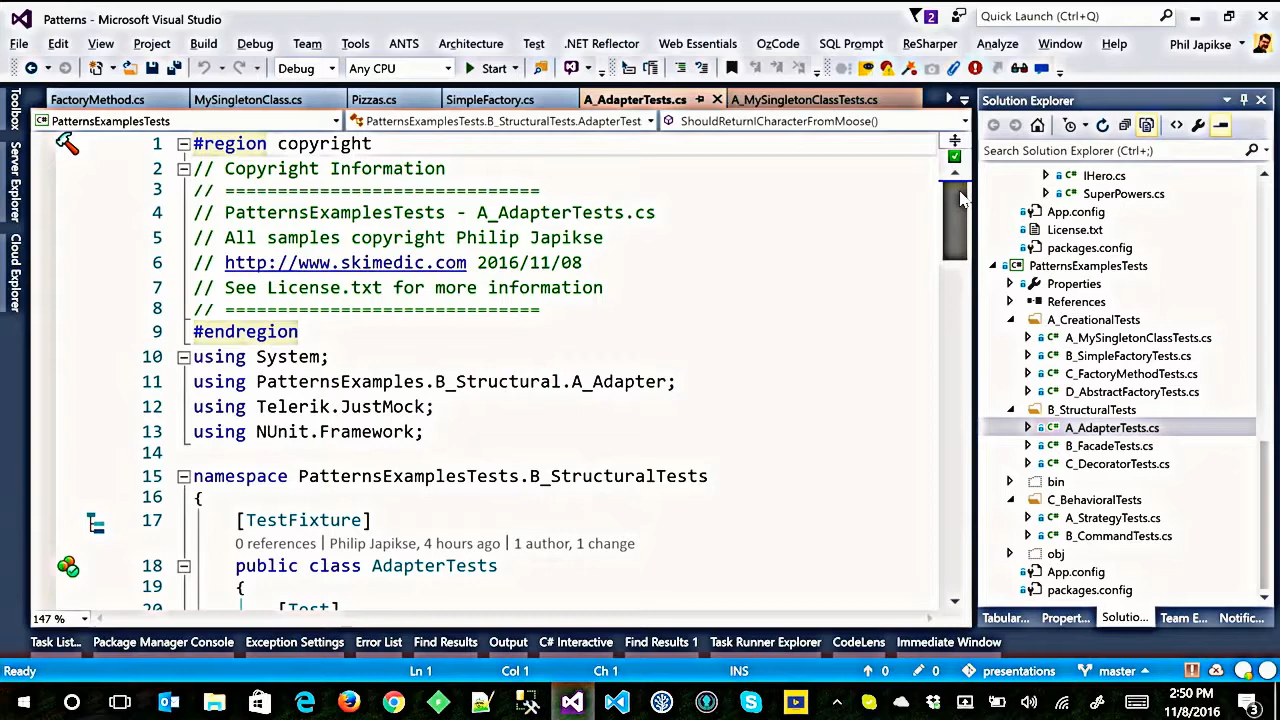 Patterns - Microsoft Visual Studio
2
Quick Launch (Ctrl+Q)
File Edit View Project Build Debug Team Tools ANTS Architecture Test .NET Reflector Web Essentials OzCode SQL Prompt ReSharper Analyze Window Help Phil Japikse
Debug Any CPU Start
FactoryMethod.cs MySingletonClass.cs Pizzas.cs SimpleFactory.cs A_AdapterTests.cs A_MySingletonClassTests.cs
PatternsExamplesTests PatternsExamplesTests.B_StructuralTests.AdapterTest ShouldReturnCharacterFromMoose()
1 #region copyright
2 // Copyright Information
3 // ==============================
4 // PatternsExamplesTests - A_AdapterTests.cs
5 // All samples copyright Philip Japikse
6 // http://www.skimedic.com 2016/11/08
7 // See License.txt for more information
8 // ==============================
9 #endregion
10 using System;
11 using PatternsExamples.B_Structural.A_Adapter;
12 using Telerik.JustMock;
13 using NUnit.Framework;
14
15 namespace PatternsExamplesTests.B_StructuralTests
16 {
17 [TestFixture]
0 references | Philip Japikse, 4 hours ago | 1 author, 1 change
18 public class AdapterTests
19 {
20 [Test]
147 %
Toolbox
Server Explorer
Cloud Explorer
Solution Explorer
Search Solution Explorer (Ctrl+;)
IHero.cs
SuperPowers.cs
App.config
License.txt
packages.config
PatternsExamplesTests
Properties
References
A_CreationalTests
A_MySingletonClassTests.cs
B_SimpleFactoryTests.cs
C_FactoryMethodTests.cs
D_AbstractFactoryTests.cs
B_StructuralTests
A_AdapterTests.cs
B_FacadeTests.cs
C_DecoratorTests.cs
bin
C_BehavioralTests
A_StrategyTests.cs
B_CommandTests.cs
obj
App.config
packages.config
Tabular... Propert... Solutio... Team E... Notific...
Task List... Package Manager Console Exception Settings Error List Find Results Output C# Interactive Find Results 1 Task Runner Explorer CodeLens Immediate Window
Ready Ln 1 Col 1 Ch 1 INS 0 0 presentations master
2:50 PM
11/8/2016
3